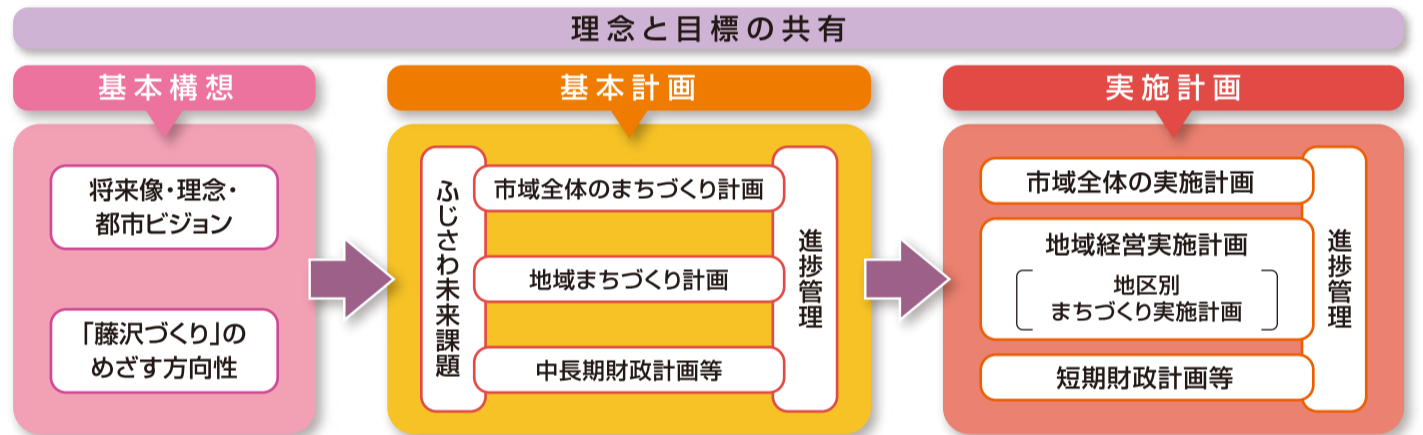 理念と目標の共有
基本構想
将来像・理念・
都市ビジョン
「藤沢づくり」の
めざす方向性
基本計画
ふじさわ未来課題
市域全体のまちづくり計画
地域まちづくり計画
中長期財政計画等
進捗管理
実施計画
市域全体の実施計画
地域経営実施計画
地区別
まちづくり実施計画
短期財政計画等
進捗管理